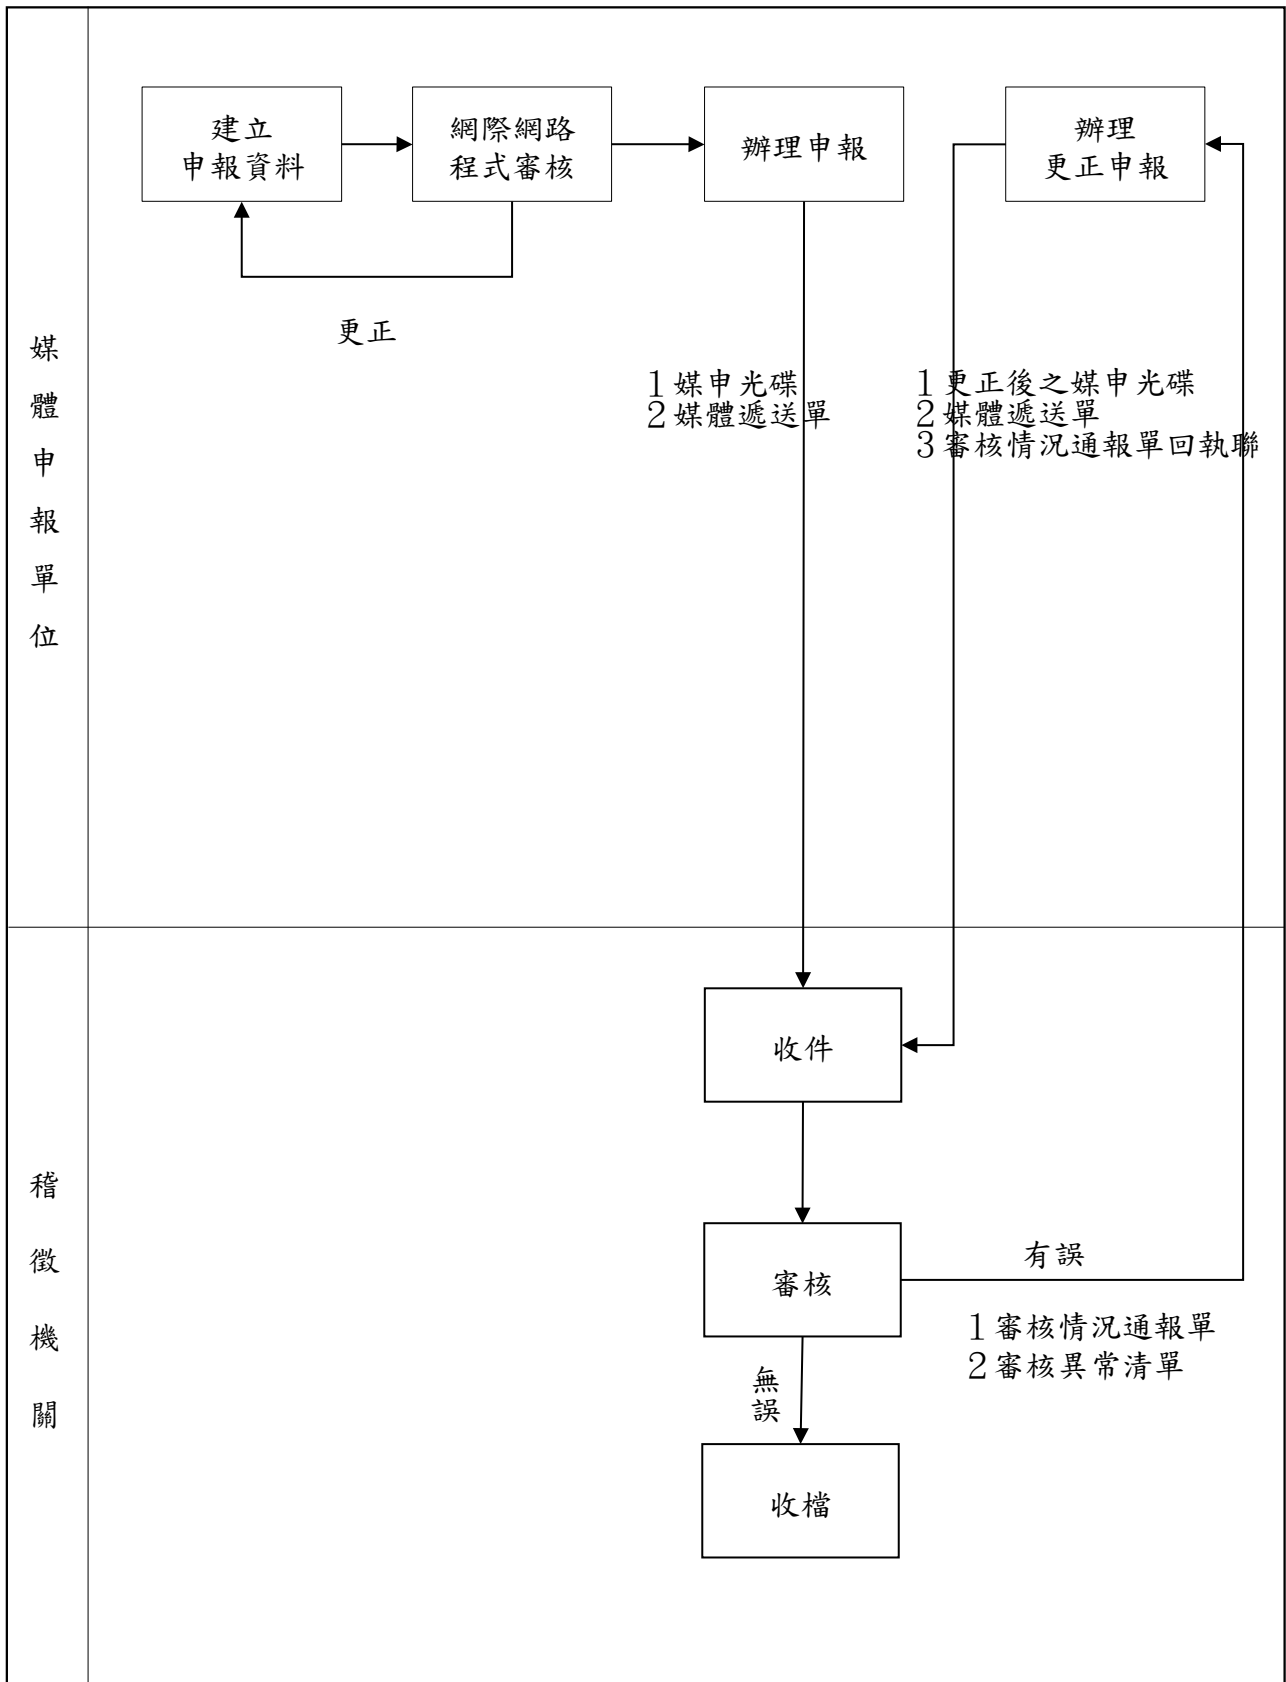 建立
申報資料
網際網路
程式審核
辦理申報
辦理
更正申報
更正
1媒申光碟
2媒體遞送單
1更正後之媒申光碟
2媒體遞送單
3審核情況通報單回執聯
媒體申報單位
收件
審核
有誤
1審核情況通報單
2審核異常清單
無誤
收檔
稽徵機關